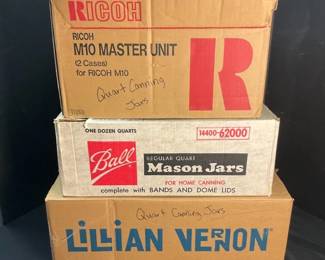 RICOH
RICOH
M10 MASTER UNIT
(2 Cases)
for RICOH M10
Quart Canning
Jars
R
ONE DOZEN QUARTS
14400-62000
Ball
REGULAR QUART
Mason Jars
FOR HOME CANNING
complete with BANDS AND DOME LIDS
Quart Canning Jars
LILLIAN VERNON